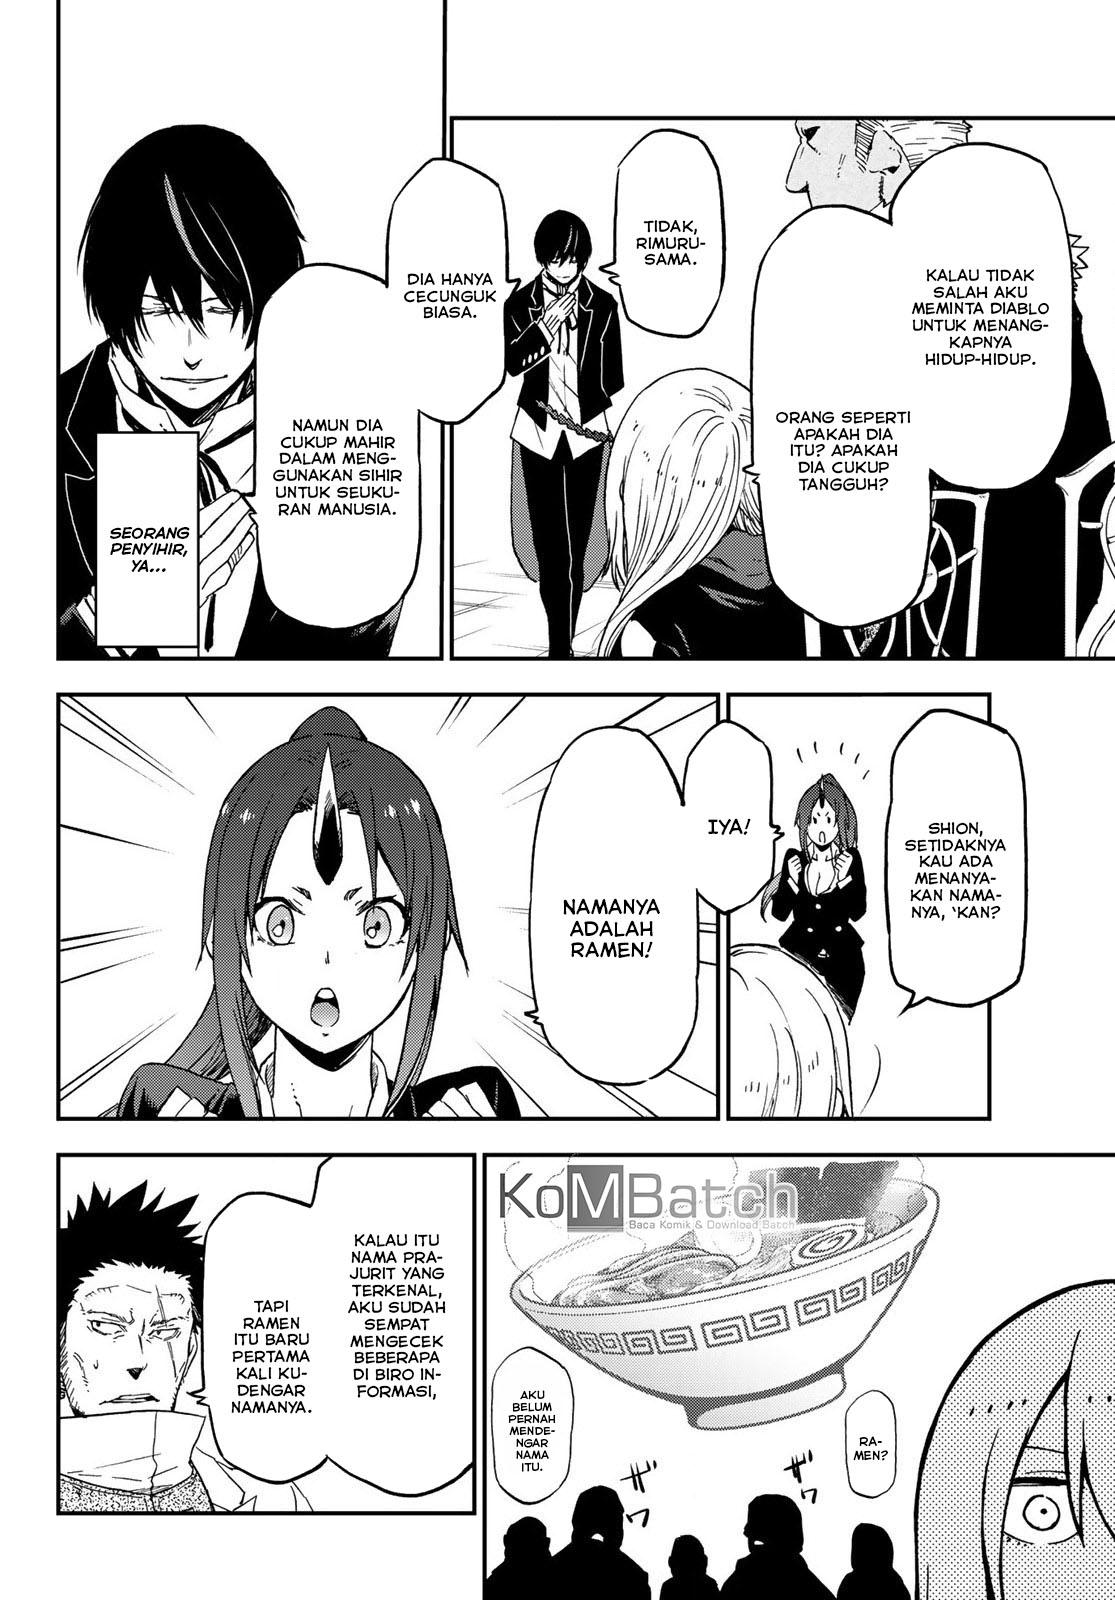 KALAU TIDAK
SALAH AKU
MEMINTA DIABLO
UNTUK MENANG-
KAPNYA
HIDUP-HIDUP.
ORANG SEPERTI
APAKAH DIA
ITU? APAKAH
DIA CUKUP
TANGGUH?
TIDAK,
RIMURU-
SAMA.
DIA HANYA
CECUNGUK
BIASA.
NAMUN DIA
CUKUP MAHIR
DALAM MENG-
GUNAKAN SIHIR
UNTUK SEUKU-
RAN MANUSIA.
SEORANG
PENYIHIR,
YA...
SHION,
SETIDAKNYA
KAU ADA
MENANYA-
KAN NAMA-
NYA, 'KAN?
IYA!
NAMANYA
ADALAH
RAMEN!
KoMBatch
Baca Komik & Download Batch
RA-
MEN?
AKU
BELUM
PERNAH
MENDE-
NGAR
NAMA
ITU.
ザワ
ザワ
KALAU ITU
NAMA PRA-
JURIT YANG
TERKENAL,
AKU SUDAH
SEMPAT
MENGECEK
BEBERAPA
DI BIRO IN-
FORMASI,
TAPI
RAMEN
ITU BARU
PERTAMA
KALI KU-
DENGAR
NAMANYA.